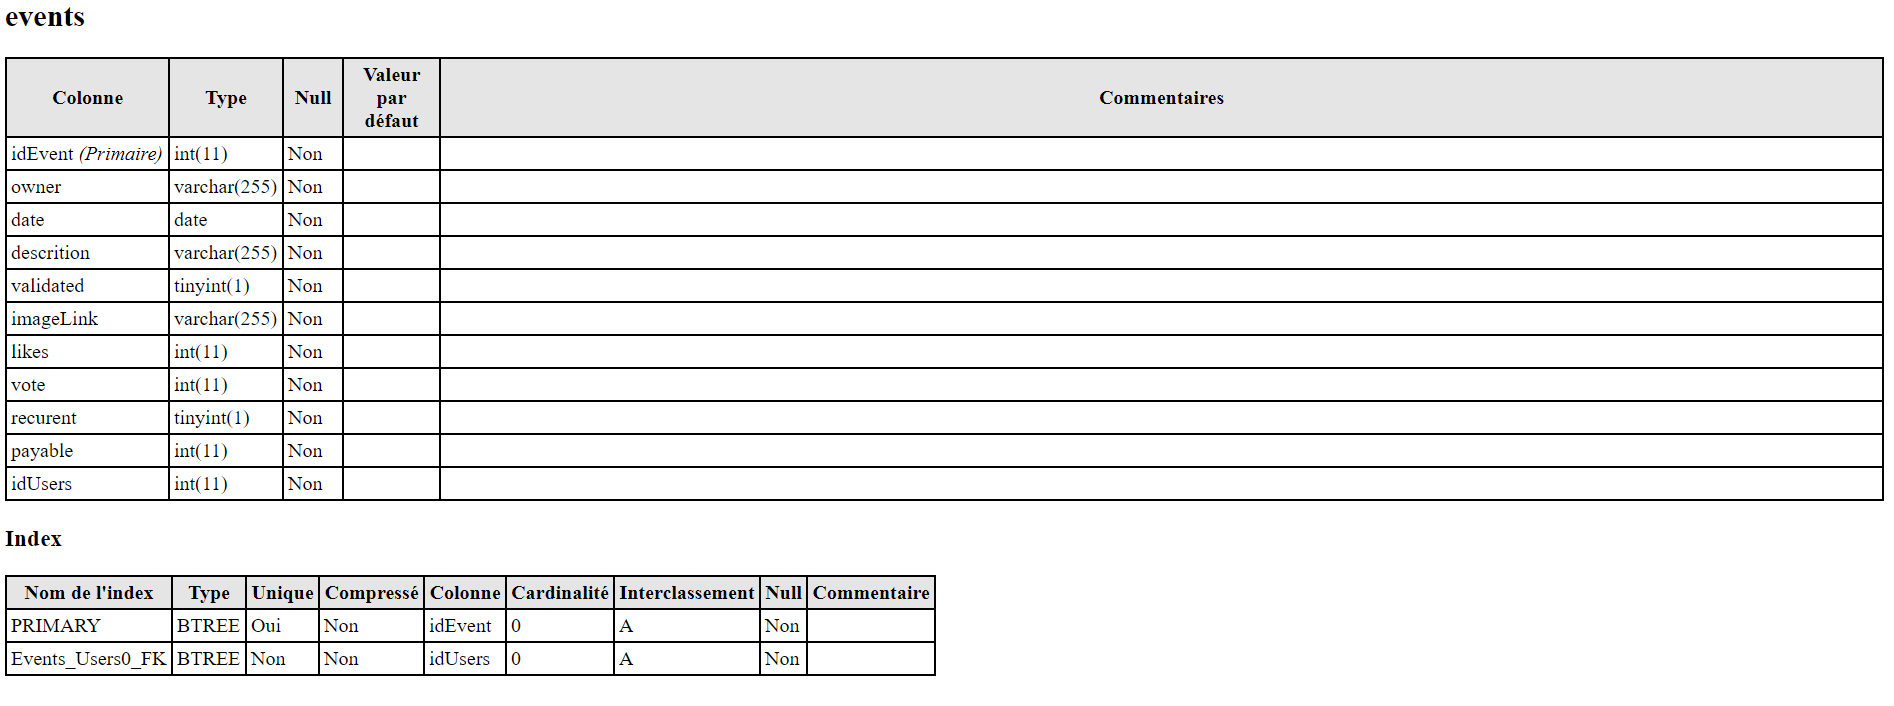 events
Colonne Type Null Valeur par défaut Commentaires
idEvent (Primaire) int(11) Non
owner varchar(255) Non
date date Non
descrition varchar(255) Non
validated tinyint(1) Non
imageLink varchar(255) Non
likes int(11) Non
vote int(11) Non
recurent tinyint(1) Non
payable int(11) Non
idUsers int(11) Non
Index
Nom de l'index Type Unique Compressé Colonne Cardinalité Interclassement Null Commentaire
PRIMARY BTREE Oui Non idEvent 0 A Non
Events_Users0_FK BTREE Non Non idUsers 0 A Non